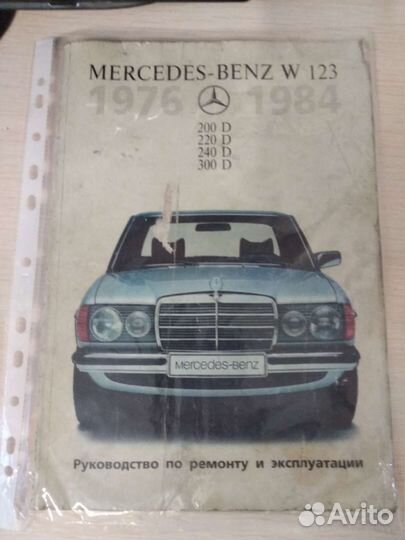 MERCEDES-BENZ W 123
1976 1984
200 D
220 D
240 D
300 D
Mercedes-Benz
Руководство по ремонту и эксплуатации
Avito